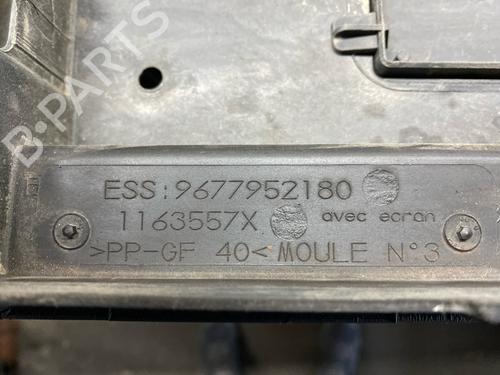 B-PARTS
ESS:9677952180
1163557X avec ecran
>PP-GF 40< MOULE N°3